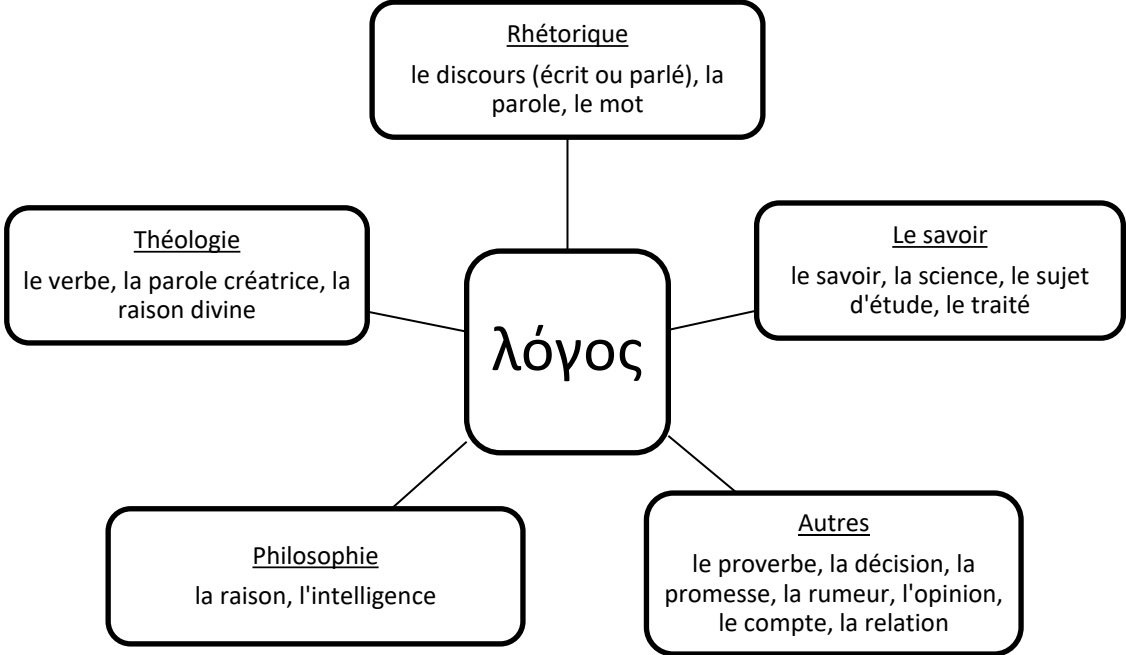 Rhétorique
le discours (écrit ou parlé), la
parole, le mot
Théologie
le verbe, la parole créatrice, la
raison divine
Le savoir
le savoir, la science, le sujet
d'étude, le traité
λόγος
Philosophie
la raison, l'intelligence
Autres
le proverbe, la décision, la
promesse, la rumeur, l'opinion,
le compte, la relation